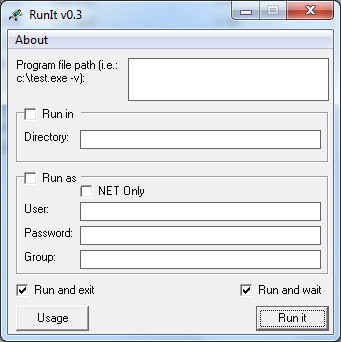 RunIt v0.3
About
Program file path (i.e.:
c:\test.exe -v):
Run in
Directory:
Run as
NET Only
User:
Password:
Group:
Run and exit Run and wait
Usage Run it